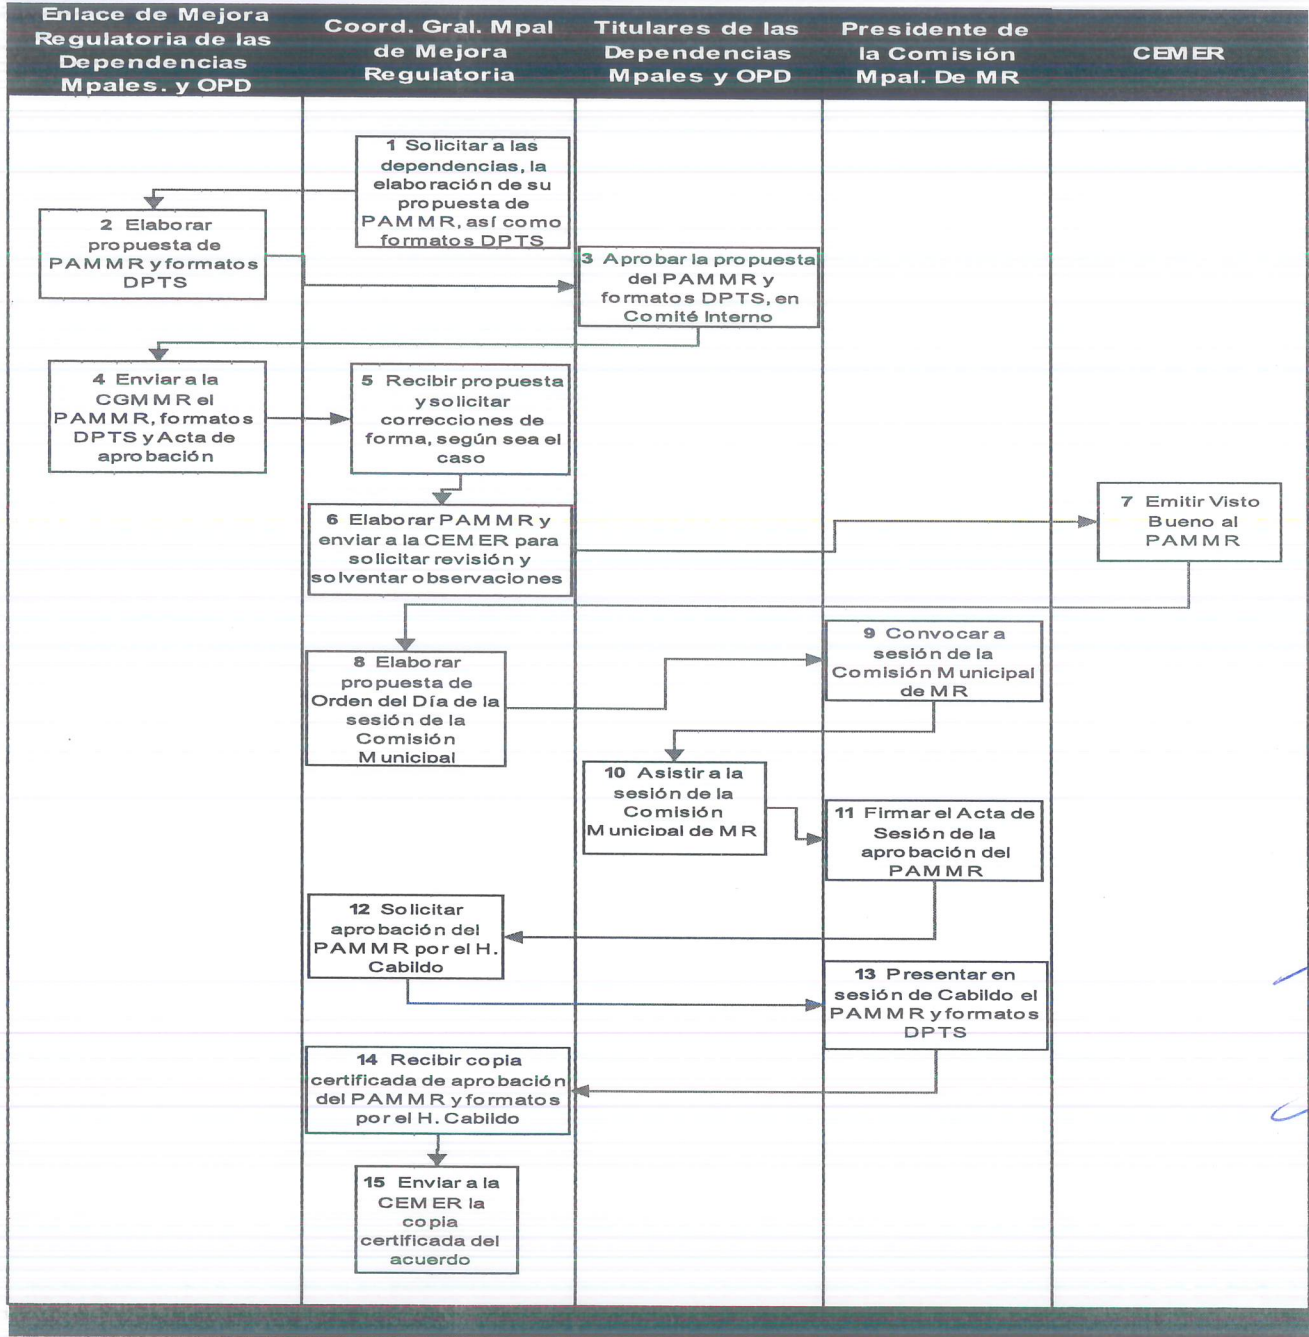 Enlace de Mejora
Regulatoria de las
Dependencias
Mpales. y OPD
Coord. Gral. Mpal
de Mejora
Regulatoria
Titulares de las
Dependencias
Mpales y OPD
Presidente de
la Comisión
Mpal. De MR
CEMER
1 Solicitar a las
dependencias, la
elaboración de su
propuesta de
PAMMR, así como
formatos DPTS
2 Elaborar
propuesta de
PAMMR y formatos
DPTS
3 Aprobar la propuesta
del PAMMR y
formatos DPTS, en
Comité Interno
4 Enviar a la
CGMMR el
PAMMR, formatos
DPTS y Acta de
aprobación
5 Recibir propuesta
y solicitar
correcciones de
forma, según sea el
caso
6 Elaborar PAMMR y
enviar a la CEMER para
solicitar revisión y
solventar observaciones
7 Emitir Visto
Bueno al
PAMMR
8 Elaborar
propuesta de
Orden del Día de la
sesión de la
Comisión
Municipal
9 Convocar a
sesión de la
Comisión Municipal
de MR
10 Asistir a la
sesión de la
Comisión
Municipal de MR
11 Firmar el Acta de
Sesión de la
aprobación del
PAMMR
12 Solicitar
aprobación del
PAMMR por el H.
Cabildo
13 Presentar en
sesión de Cabildo el
PAMMR y formatos
DPTS
14 Recibir copia
certificada de aprobación
del PAMMR y formatos
por el H. Cabildo
15 Enviar a la
CEMER la
copia
certificada del
acuerdo